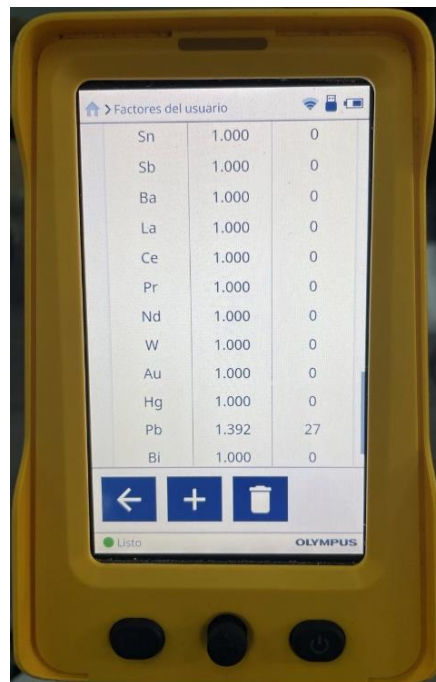 > Factores del usuario
Sn 1.000 0
Sb 1.000 0
Ba 1.000 0
La 1.000 0
Ce 1.000 0
Pr 1.000 0
Nd 1.000 0
W 1.000 0
Au 1.000 0
Hg 1.000 0
Pb 1.392 27
Bi 1.000 0
Listo OLYMPUS